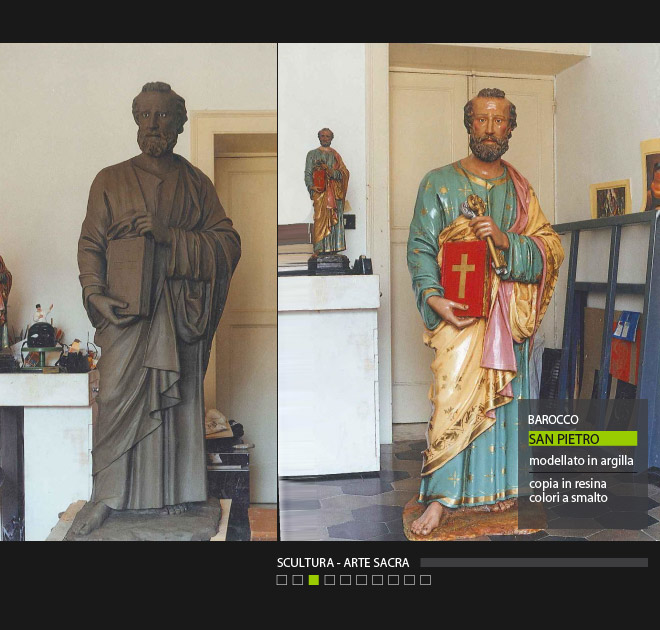 BAROCCO
SAN PIETRO
modellato in argilla
copia in resina
colori a smalto
SCULTURA - ARTE SACRA